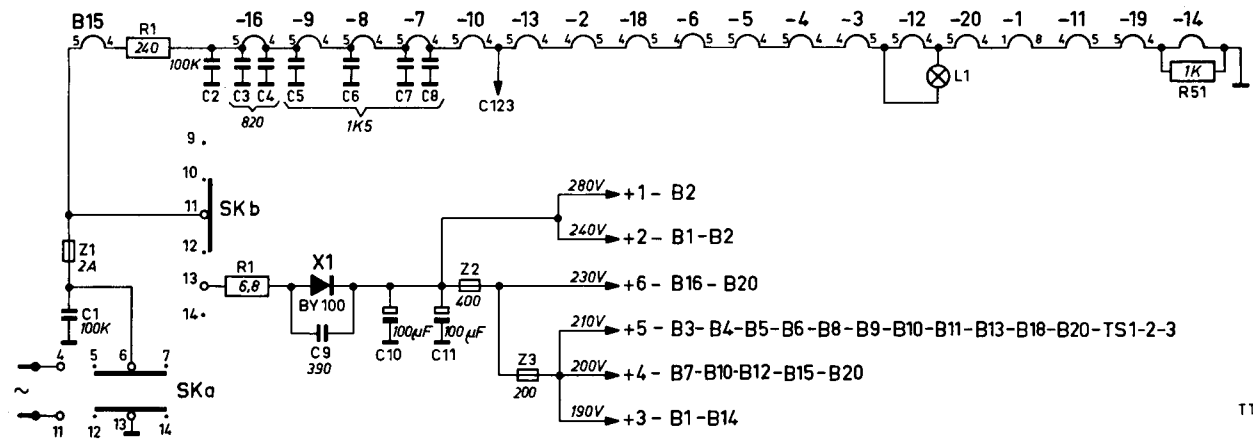 B15 R1 -16 -9 -8 -7 -10 -13 -2 -18 -6 -5 -4 -3 -12 -20 -1 -11 -19 -14
5 4 240 5 4 5 4 5 4 5 4 5 4 5 4 4 5 4 5 4 5 4 5 4 5 4 5 5 4 5 4 1 8 4 5 5 4 5 4
100K L1 1K
C2 C3 C4 C5 C6 C7 C8 C123 R51
820 1K5
9
10
11 SKb
12
13
14
280V +1 - B2
240V +2 - B1-B2
Z1
2A
R1 X1 Z2 230V +6 - B16 - B20
6,8 BY 100 400
C1
100K
C9
390
100µF 100µF
C10 C11
210V +5 - B3-B4-B5-B6-B8-B9-B10-B11-B13-B18-B20-TS1-2-3
Z3
200
200V +4 - B7-B10-B12-B15-B20
190V +3 - B1-B14
4 5 6 7
~ SKa
11 12 13 14
T1